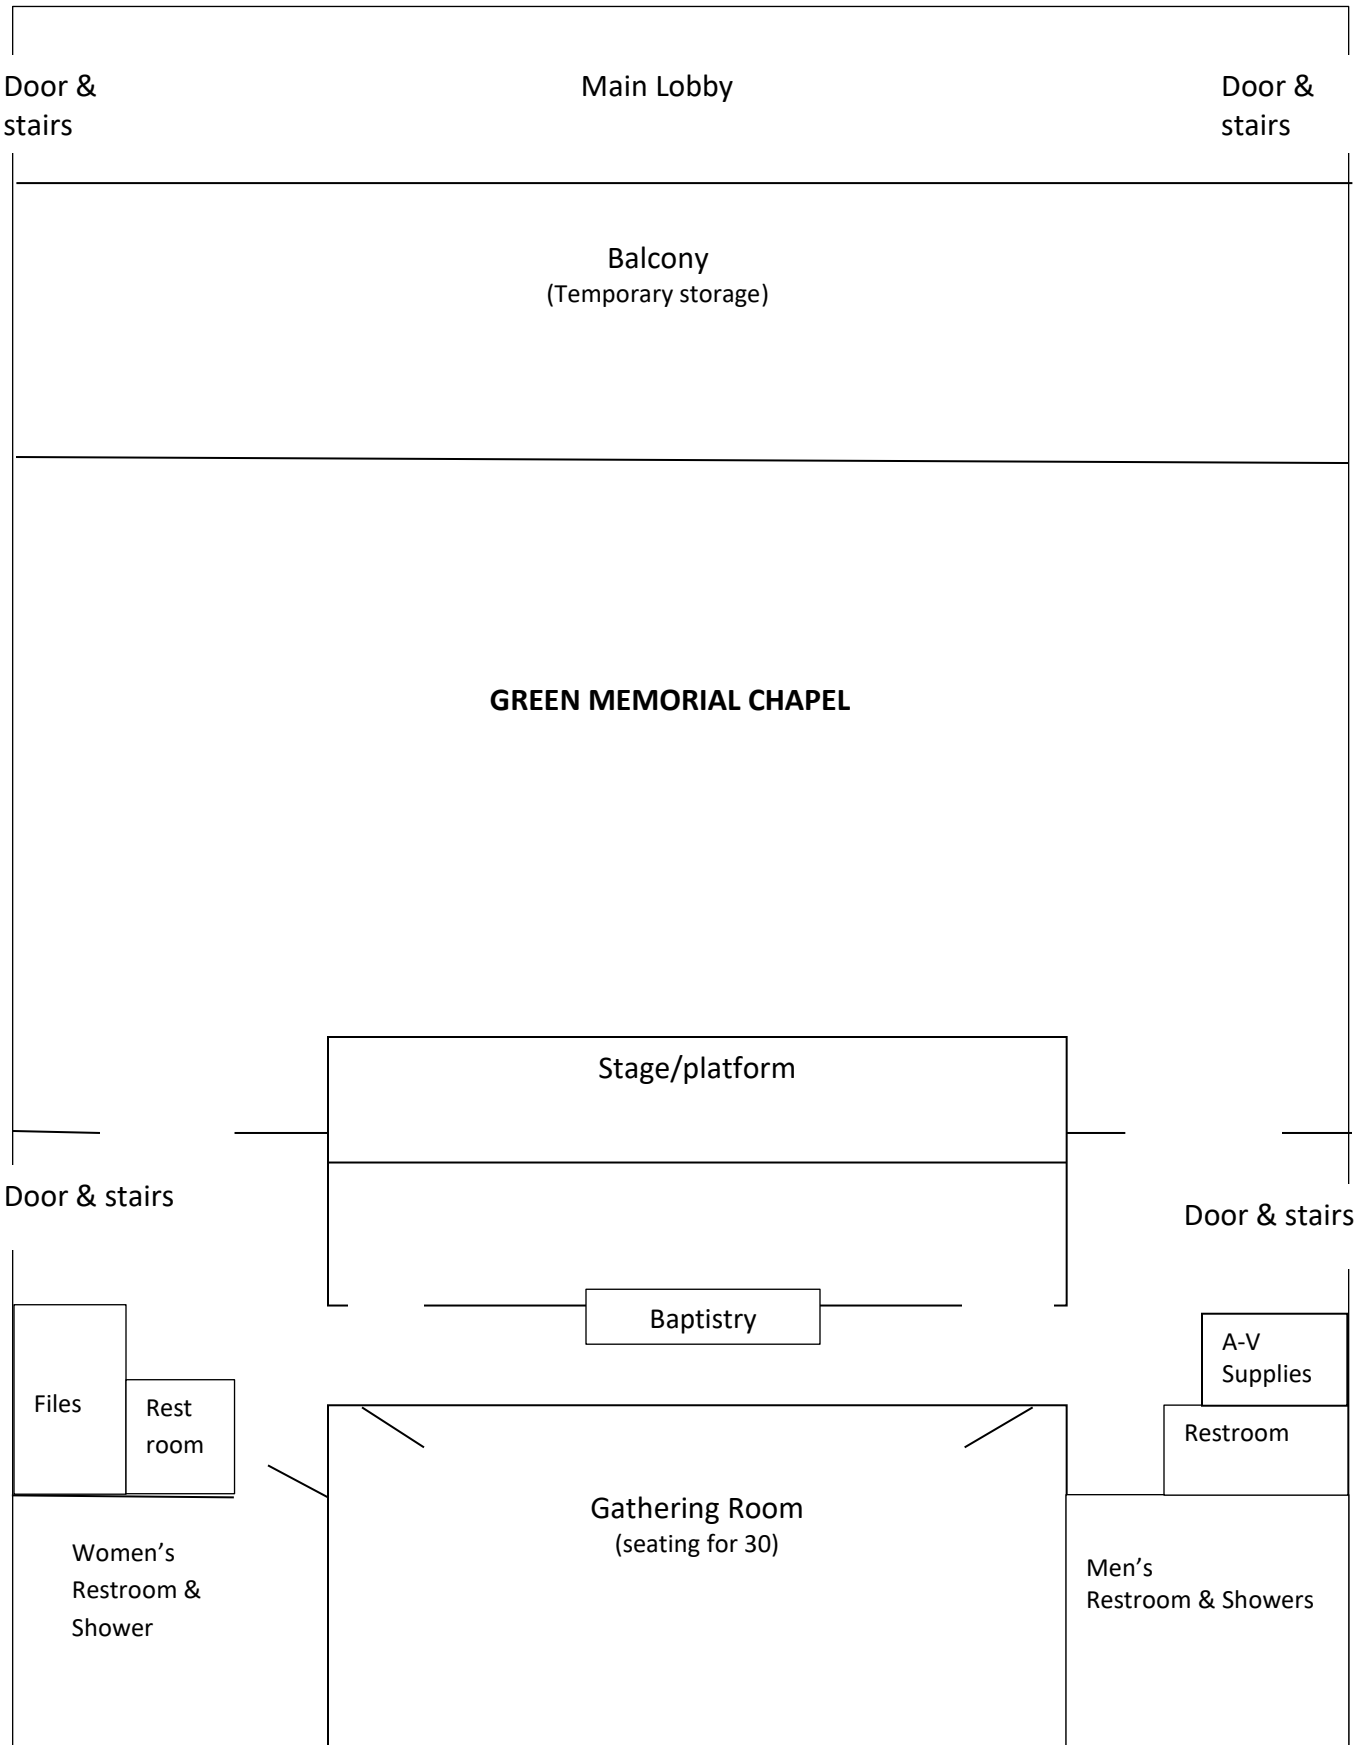 Door &
stairs
Main Lobby
Door &
stairs
Balcony
(Temporary storage)
GREEN MEMORIAL CHAPEL
Stage/platform
Door & stairs
Door & stairs
Baptistry
A-V
Supplies
Files
Rest
room
Restroom
Gathering Room
(seating for 30)
Women’s
Restroom &
Shower
Men’s
Restroom & Showers